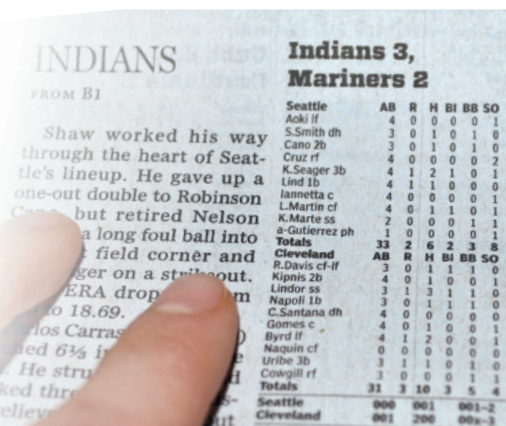 INDIANS
FROM B1
Shaw worked his way
through the heart of Seat-
tle's lineup. He gave up a
one-out double to Robinson
but retired Nelson
a long foul ball into
field corner and
on a strikeout.
ERA
to 18.69.
Carras
6⅓
. He stru
Indians 3,
Mariners 2
Seattle AB R H BI BB SO
Aoki lf 4 0 0 0 0 1
S.Smith dh 3 0 1 0 1 0
Cano 2b 3 0 1 0 1 0
Cruz rf 4 0 0 0 0 2
K.Seager 3b 4 1 2 1 0 1
Lind 1b 4 1 1 0 0 0
Iannetta c 4 0 0 0 0 1
L.Martin cf 4 0 1 1 0 1
K.Marte ss 2 0 0 0 1 1
a-Gutierrez ph 1 0 0 0 0 1
Totals 33 2 6 2 3 8
Cleveland AB R H BI BB SO
R.Davis cf-lf 3 0 1 1 1 0
Kipnis 2b 4 0 1 0 0 1
Lindor ss 3 1 3 1 1 0
Napoli 1b 3 0 1 1 1 0
C.Santana dh 4 0 0 0 0 0
Gomes c 4 0 1 0 0 1
Byrd lf 4 1 2 0 0 1
Naquin cf 0 0 0 0 0 0
Uribe 3b 3 1 1 0 1 0
Cowgill rf 3 0 0 0 1 1
Totals 31 3 10 3 5 4
Seattle 000 001 001–2
Cleveland 001 200 00x–3